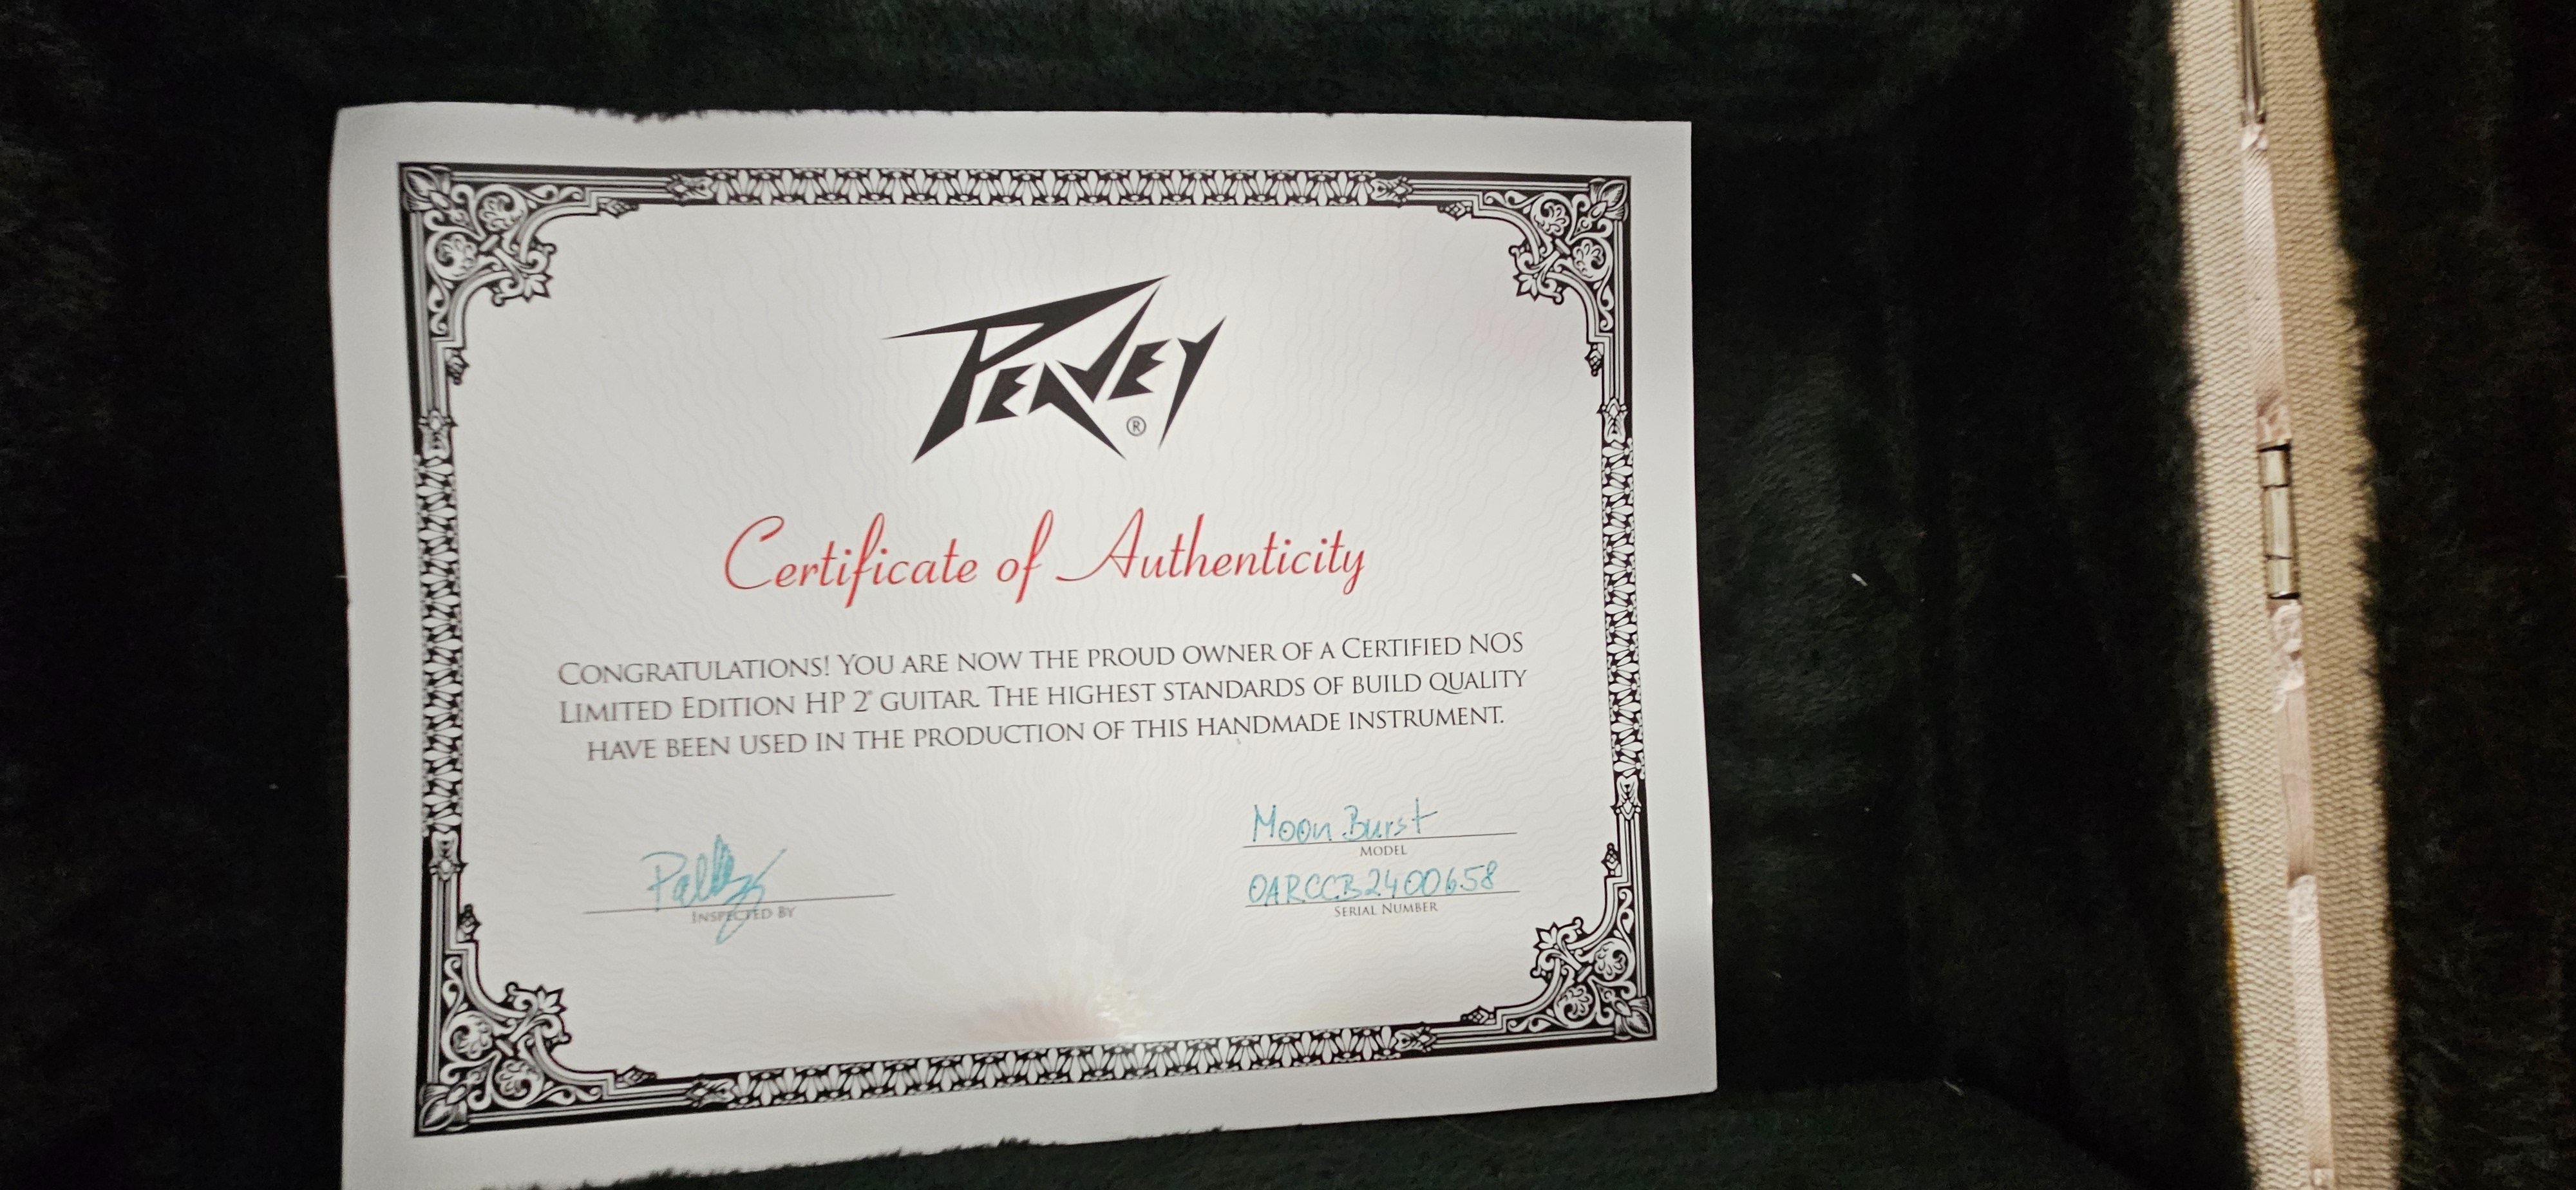 PEAVEY®
Certificate of Authenticity
CONGRATULATIONS! YOU ARE NOW THE PROUD OWNER OF A CERTIFIED NOS
LIMITED EDITION HP 2® GUITAR. THE HIGHEST STANDARDS OF BUILD QUALITY
HAVE BEEN USED IN THE PRODUCTION OF THIS HANDMADE INSTRUMENT.
Moon Burst
MODEL
OARCCB2400658
SERIAL NUMBER
INSPECTED BY